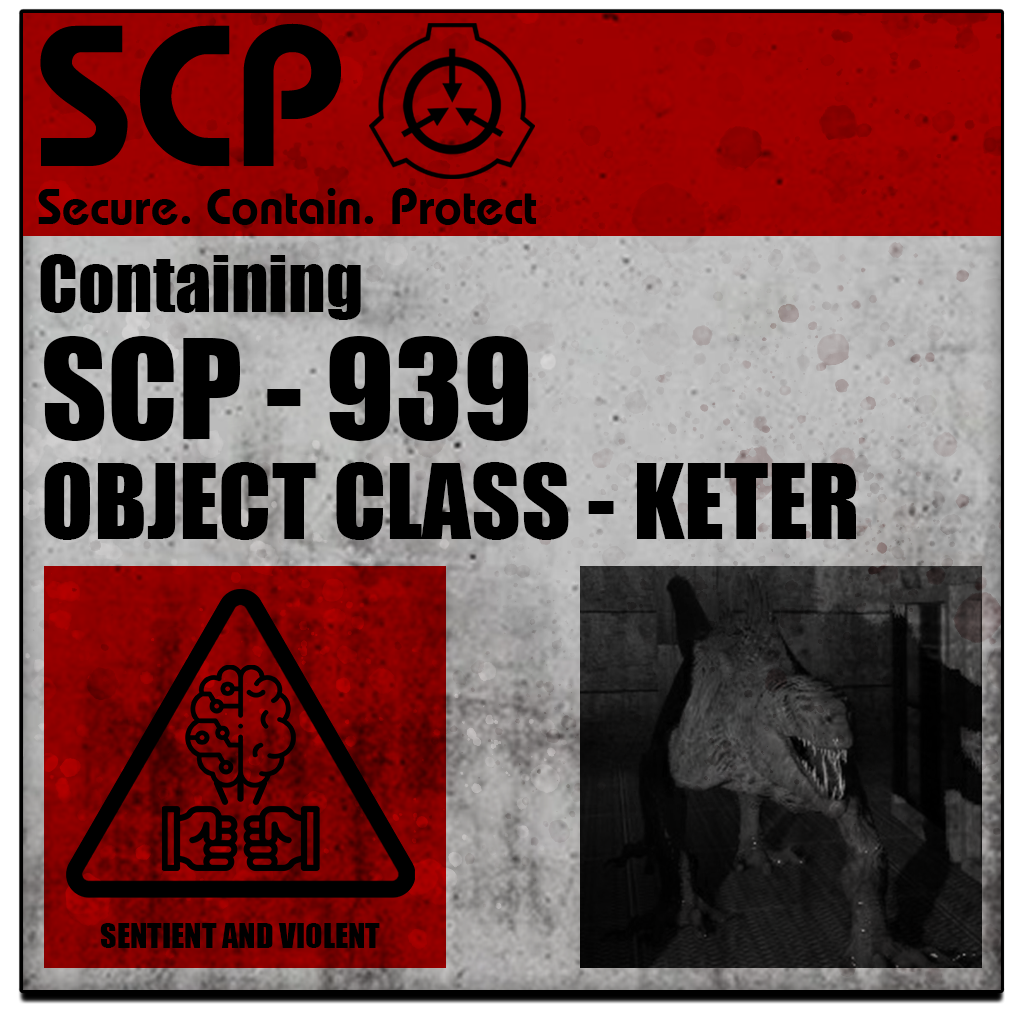 SCP
Secure. Contain. Protect
Containing
SCP - 939
OBJECT CLASS - KETER
SENTIENT AND VIOLENT